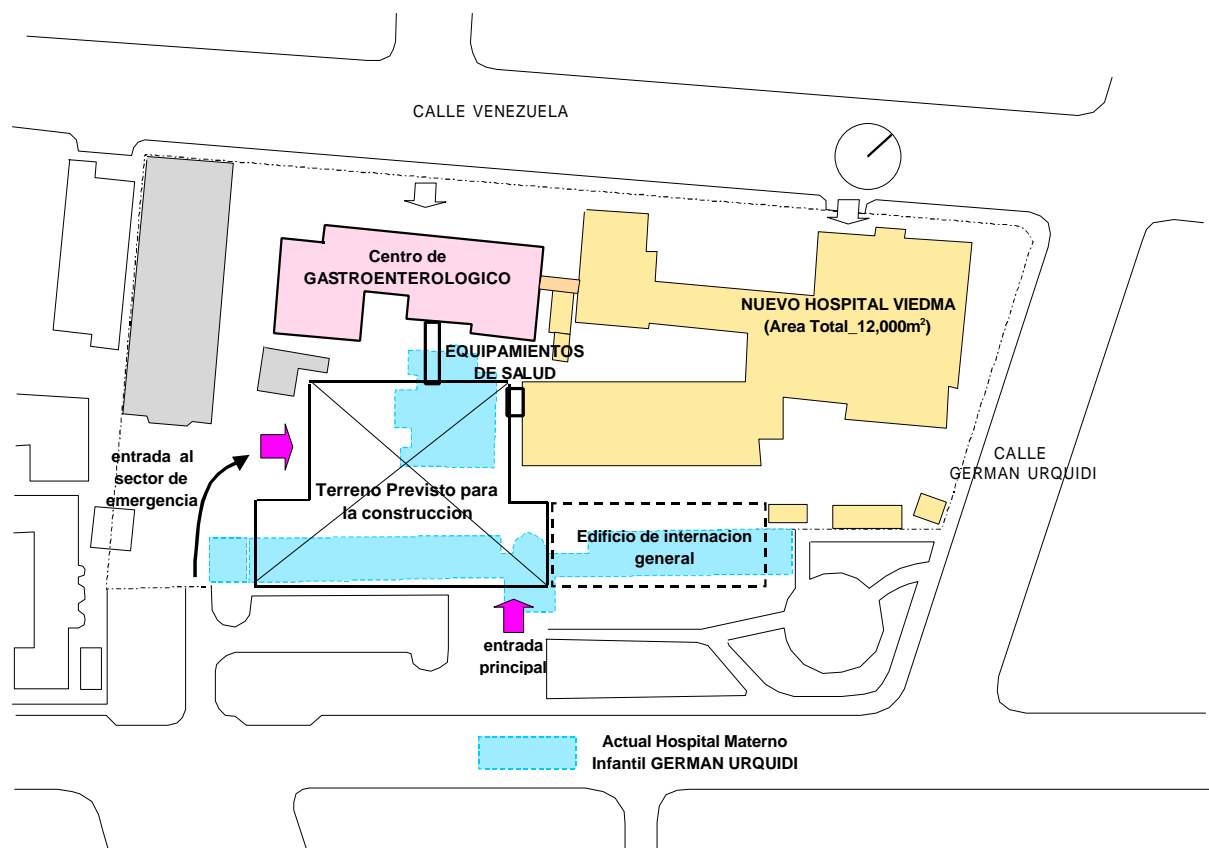 CALLE VENEZUELA
Centro de
GASTROENTEROLOGICO
NUEVO HOSPITAL VIEDMA
(Area Total_12,000m²)
EQUIPAMIENTOS
DE SALUD
entrada al
sector de
emergencia
CALLE
GERMAN URQUIDI
Terreno Previsto para
la construccion
Edificio de internacion
general
entrada
principal
Actual Hospital Materno
Infantil GERMAN URQUIDI